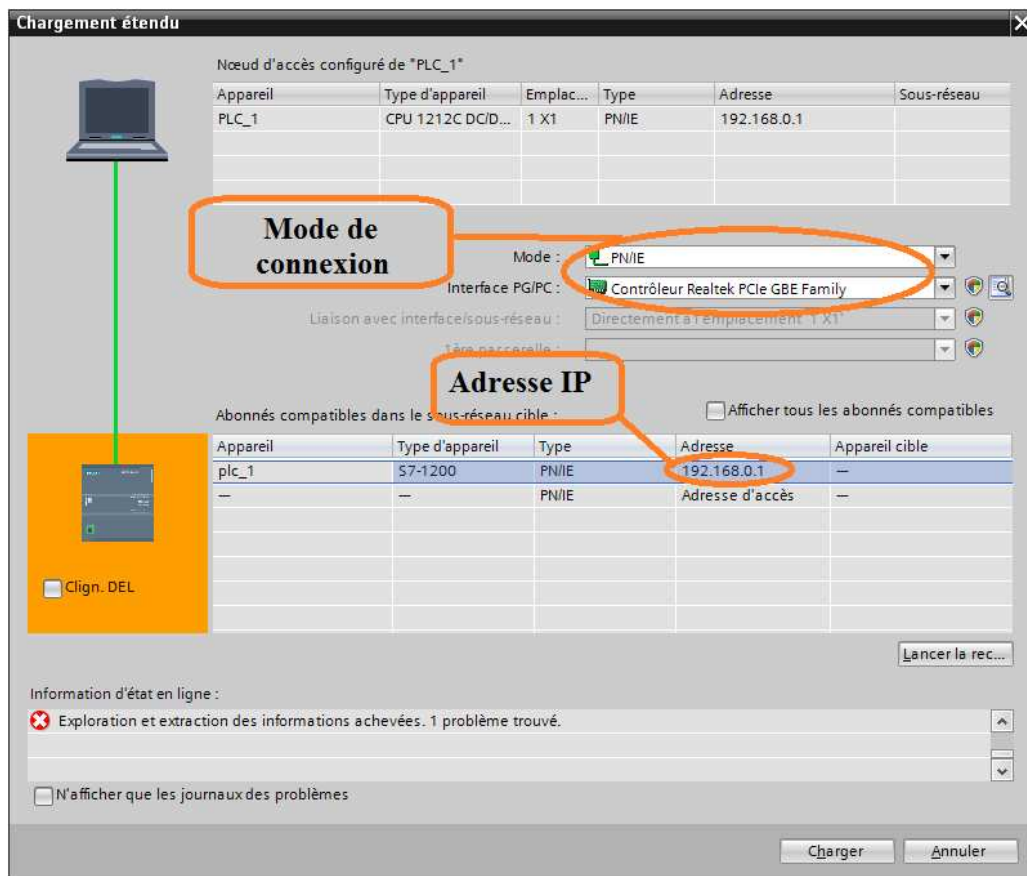 Chargement étendu
Nœud d'accès configuré de "PLC_1"
Appareil Type d'appareil Emplac... Type Adresse Sous-réseau
PLC_1 CPU 1212C DC/D... 1 X1 PN/IE 192.168.0.1
Mode de
connexion
Mode : PN/IE
Interface PG/PC : Contrôleur Realtek PCIe GBE Family
Liaison avec interface/sous-réseau : Directement à l'emplacement '1 X1'
1ère passerelle :
Adresse IP
Abonnés compatibles dans le sous-réseau cible : Afficher tous les abonnés compatibles
Appareil Type d'appareil Type Adresse Appareil cible
plc_1 S7-1200 PN/IE 192.168.0.1 —
— — PN/IE Adresse d'accès —
Clign. DEL
Lancer la rec...
Information d'état en ligne :
Exploration et extraction des informations achevées. 1 problème trouvé.
N'afficher que les journaux des problèmes
Charger Annuler